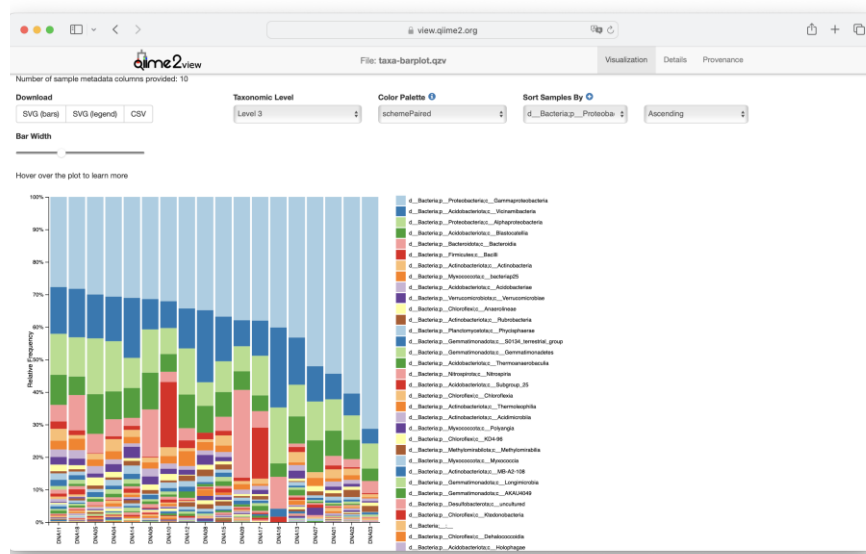 view.qiime2.org
qiime2view
File: taxa-barplot.qzv
Visualization
Details
Provenance
Number of sample metadata columns provided: 10
Download
Taxonomic Level
Color Palette
Sort Samples By
SVG (bars)
SVG (legend)
CSV
Level 3
schemePaired
d__Bacteria;p__Proteoba
Ascending
Bar Width
Hover over the plot to learn more
100%
90%
80%
70%
60%
50%
40%
30%
20%
10%
0%
Relative Frequency
d__Bacteria;p__Proteobacteria;c__Gammaproteobacteria
d__Bacteria;p__Acidobacteriota;c__Vicinamibacteria
d__Bacteria;p__Proteobacteria;c__Alphaproteobacteria
d__Bacteria;p__Acidobacteriota;c__Blastocatellia
d__Bacteria;p__Bacteroidota;c__Bacteroidia
d__Bacteria;p__Firmicutes;c__Bacilli
d__Bacteria;p__Actinobacteriota;c__Actinobacteria
d__Bacteria;p__Myxococcota;c__bacteriap25
d__Bacteria;p__Acidobacteriota;c__Acidobacteriae
d__Bacteria;p__Verrucomicrobiota;c__Verrucomicrobiae
d__Bacteria;p__Chloroflexi;c__Anaerolineae
d__Bacteria;p__Actinobacteriota;c__Rubrobacteria
d__Bacteria;p__Planctomycetota;c__Phycisphaerae
d__Bacteria;p__Gemmatimonadota;c__S0134_terrestrial_group
d__Bacteria;p__Gemmatimonadota;c__Gemmatimonadetes
d__Bacteria;p__Acidobacteriota;c__Thermoanaerobaculia
d__Bacteria;p__Nitrospirota;c__Nitrospiria
d__Bacteria;p__Acidobacteriota;c__Subgroup_25
d__Bacteria;p__Chloroflexi;c__Chloroflexia
d__Bacteria;p__Actinobacteriota;c__Thermoleophilia
d__Bacteria;p__Actinobacteriota;c__Acidimicrobiia
d__Bacteria;p__Myxococcota;c__Polyangia
d__Bacteria;p__Chloroflexi;c__KD4-96
d__Bacteria;p__Methylomirabilota;c__Methylomirabilia
d__Bacteria;p__Myxococcota;c__Myxococcia
d__Bacteria;p__Actinobacteriota;c__MB-A2-108
d__Bacteria;p__Gemmatimonadota;c__Longimicrobia
d__Bacteria;p__Gemmatimonadota;c__AKAU4049
d__Bacteria;p__Desulfobacterota;c__uncultured
d__Bacteria;p__Chloroflexi;c__Ktedonobacteria
d__Bacteria;__;__
d__Bacteria;p__Chloroflexi;c__Dehalococcoidia
d__Bacteria;p__Acidobacteriota;c__Holophagae